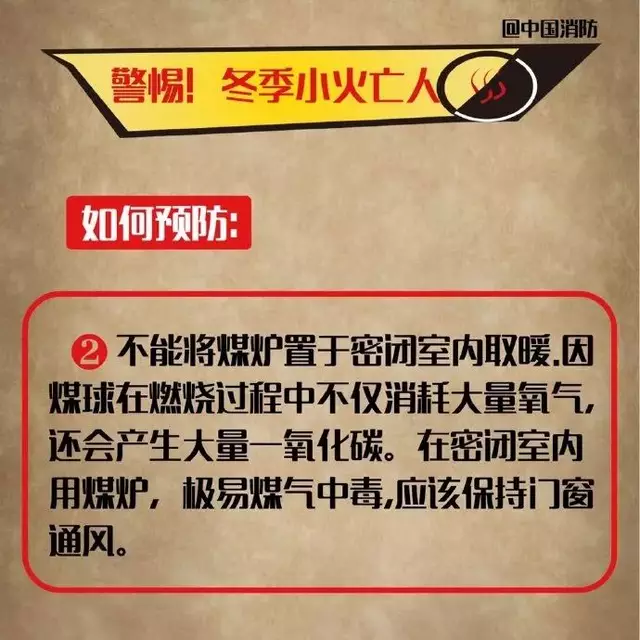 @中国消防
警惕! 冬季小火亡人
如何预防:
2 不能将煤炉置于密闭室内取暖.因
煤球在燃烧过程中不仅消耗大量氧气,
还会产生大量一氧化碳。在密闭室内
用煤炉，极易煤气中毒,应该保持门窗
通风。